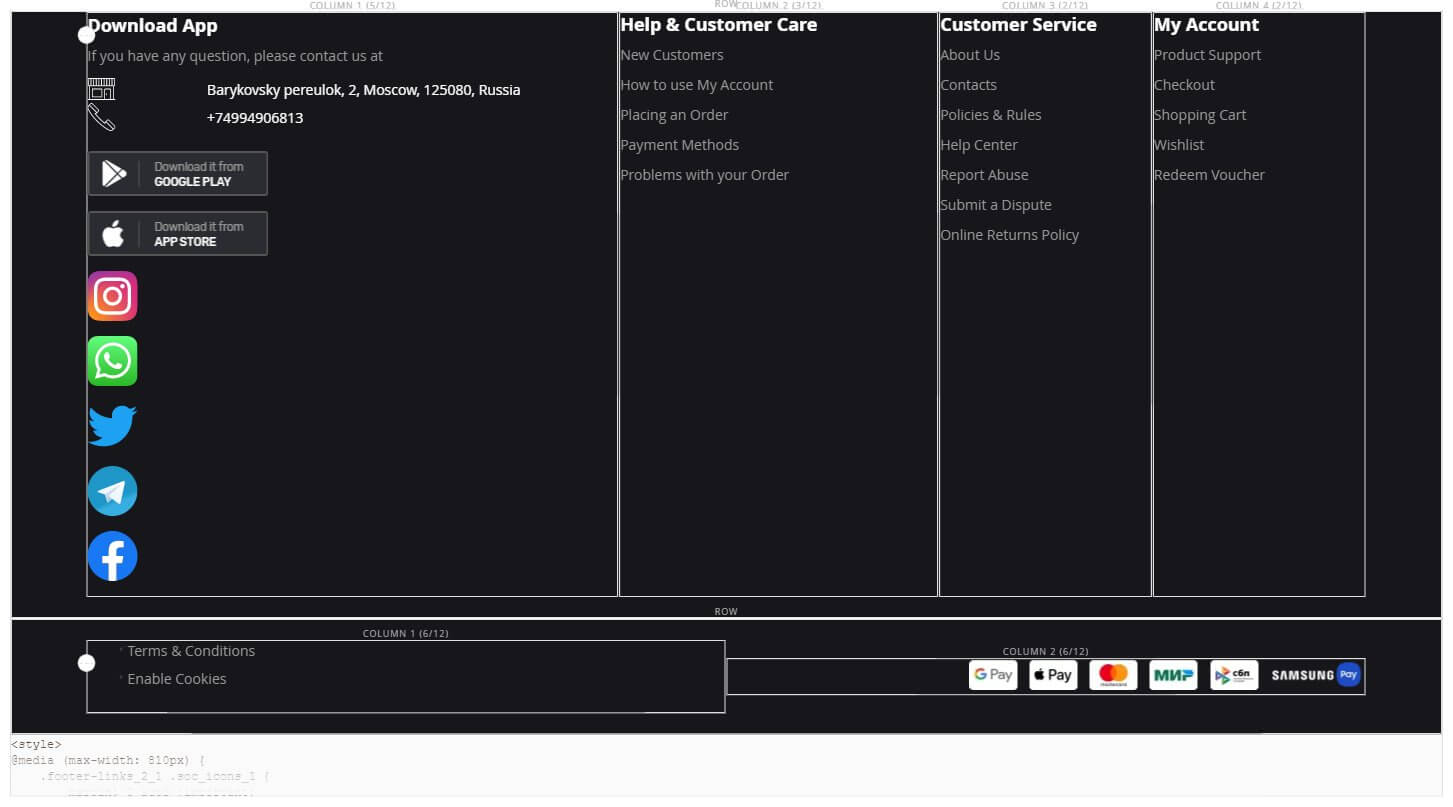 ROW
COLUMN 1 (5/12)
COLUMN 2 (3/12)
COLUMN 3 (2/12)
COLUMN 4 (2/12)
Download App
If you have any question, please contact us at
Barykovsky pereulok, 2, Moscow, 125080, Russia
+74994906813
Download it from
GOOGLE PLAY
Download it from
APP STORE
Help & Customer Care
New Customers
How to use My Account
Placing an Order
Payment Methods
Problems with your Order
Customer Service
About Us
Contacts
Policies & Rules
Help Center
Report Abuse
Submit a Dispute
Online Returns Policy
My Account
Product Support
Checkout
Shopping Cart
Wishlist
Redeem Voucher
ROW
COLUMN 1 (6/12)
Terms & Conditions
Enable Cookies
COLUMN 2 (6/12)
G Pay
Pay
mastercard
МИР
сбп
SAMSUNG Pay
<style>
@media (max-width: 810px) {
.footer-links_2_1 .soc_icons_1 {